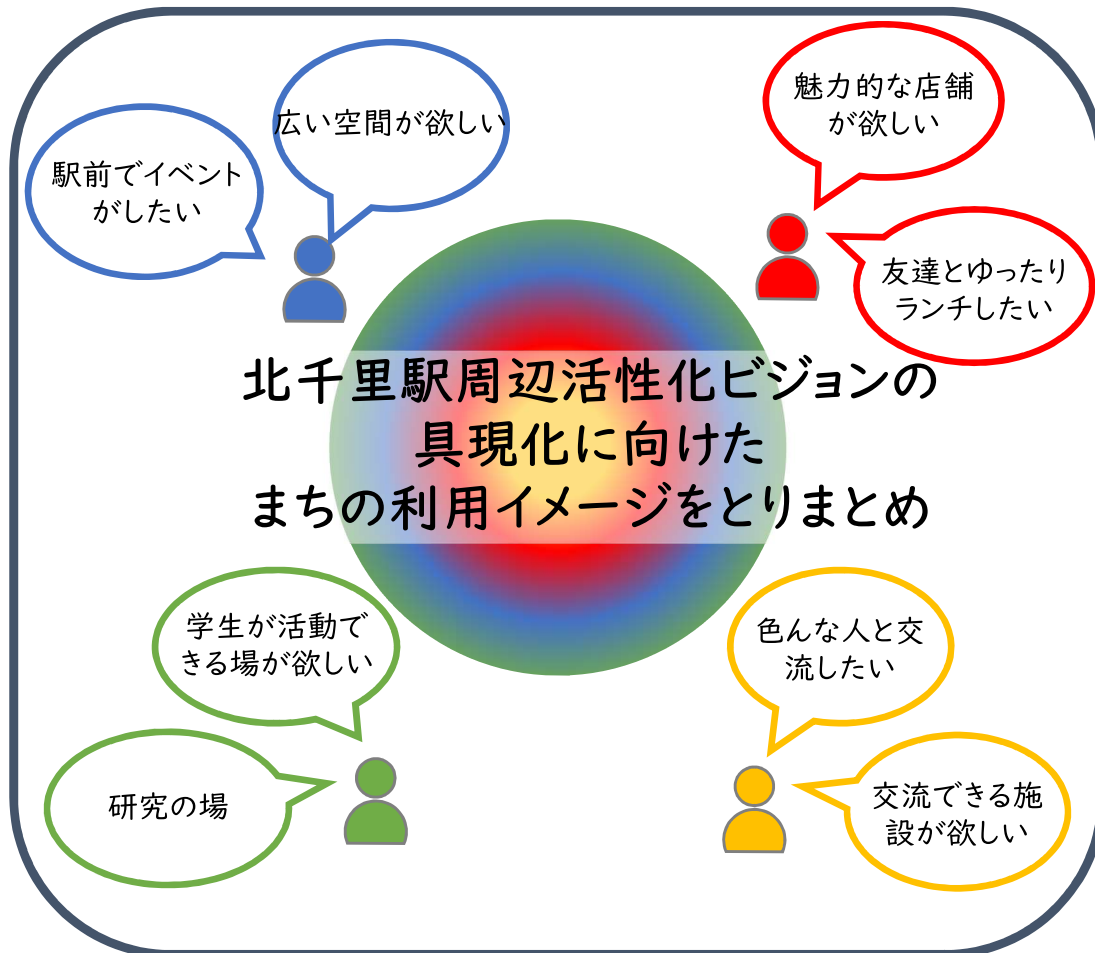 広い空間が欲しい
駅前でイベント
がしたい
魅力的な店舗
が欲しい
友達とゆったり
ランチしたい
北千里駅周辺活性化ビジョンの
具現化に向けた
まちの利用イメージをとりまとめ
学生が活動で
きる場が欲しい
研究の場
色んな人と交
流したい
交流できる施
設が欲しい